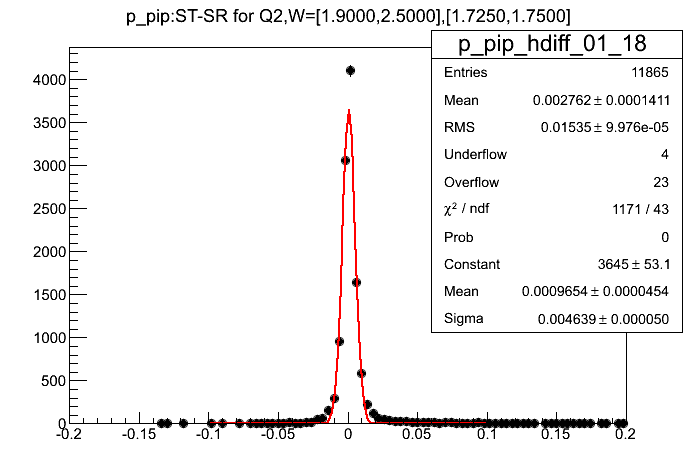 p_pip:ST-SR for Q2,W=[1.9000,2.5000],[1.7250,1.7500]
p_pip_hdiff_01_18
Entries 11865
Mean 0.002762 ± 0.0001411
RMS 0.01535 ± 9.976e-05
Underflow 4
Overflow 23
χ² / ndf 1171 / 43
Prob 0
Constant 3645 ± 53.1
Mean 0.0009654 ± 0.0000454
Sigma 0.004639 ± 0.000050
4000
3500
3000
2500
2000
1500
1000
500
0
-0.2 -0.15 -0.1 -0.05 0 0.05 0.1 0.15 0.2